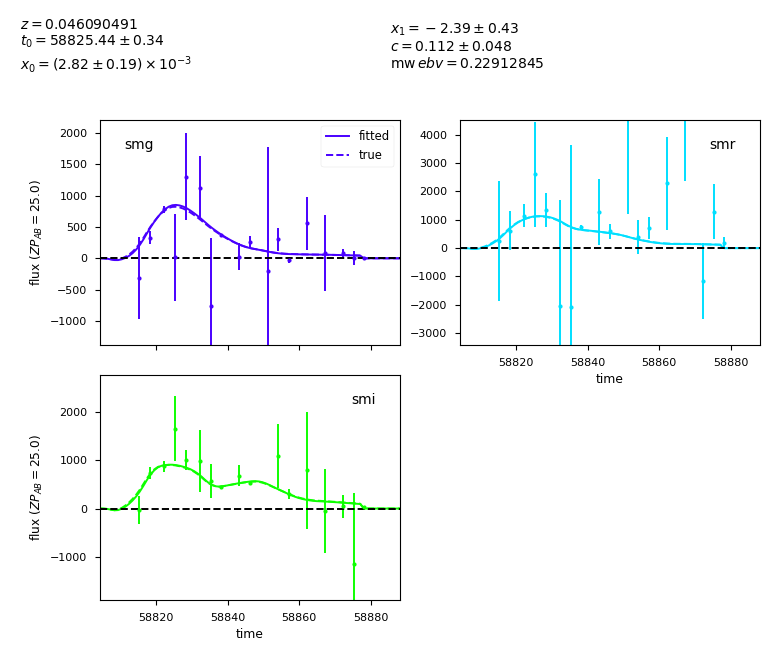 z = 0.046090491
t₀ = 58825.44 ± 0.34
x₀ = (2.82 ± 0.19) × 10⁻³
x₁ = −2.39 ± 0.43
c = 0.112 ± 0.048
mw ebv = 0.22912845
smg
fitted
true
2000
1500
1000
500
0
−500
−1000
flux (ZP_AB = 25.0)
smr
4000
3000
2000
1000
0
−1000
−2000
−3000
58820 58840 58860 58880
time
smi
2000
1000
0
−1000
flux (ZP_AB = 25.0)
58820 58840 58860 58880
time